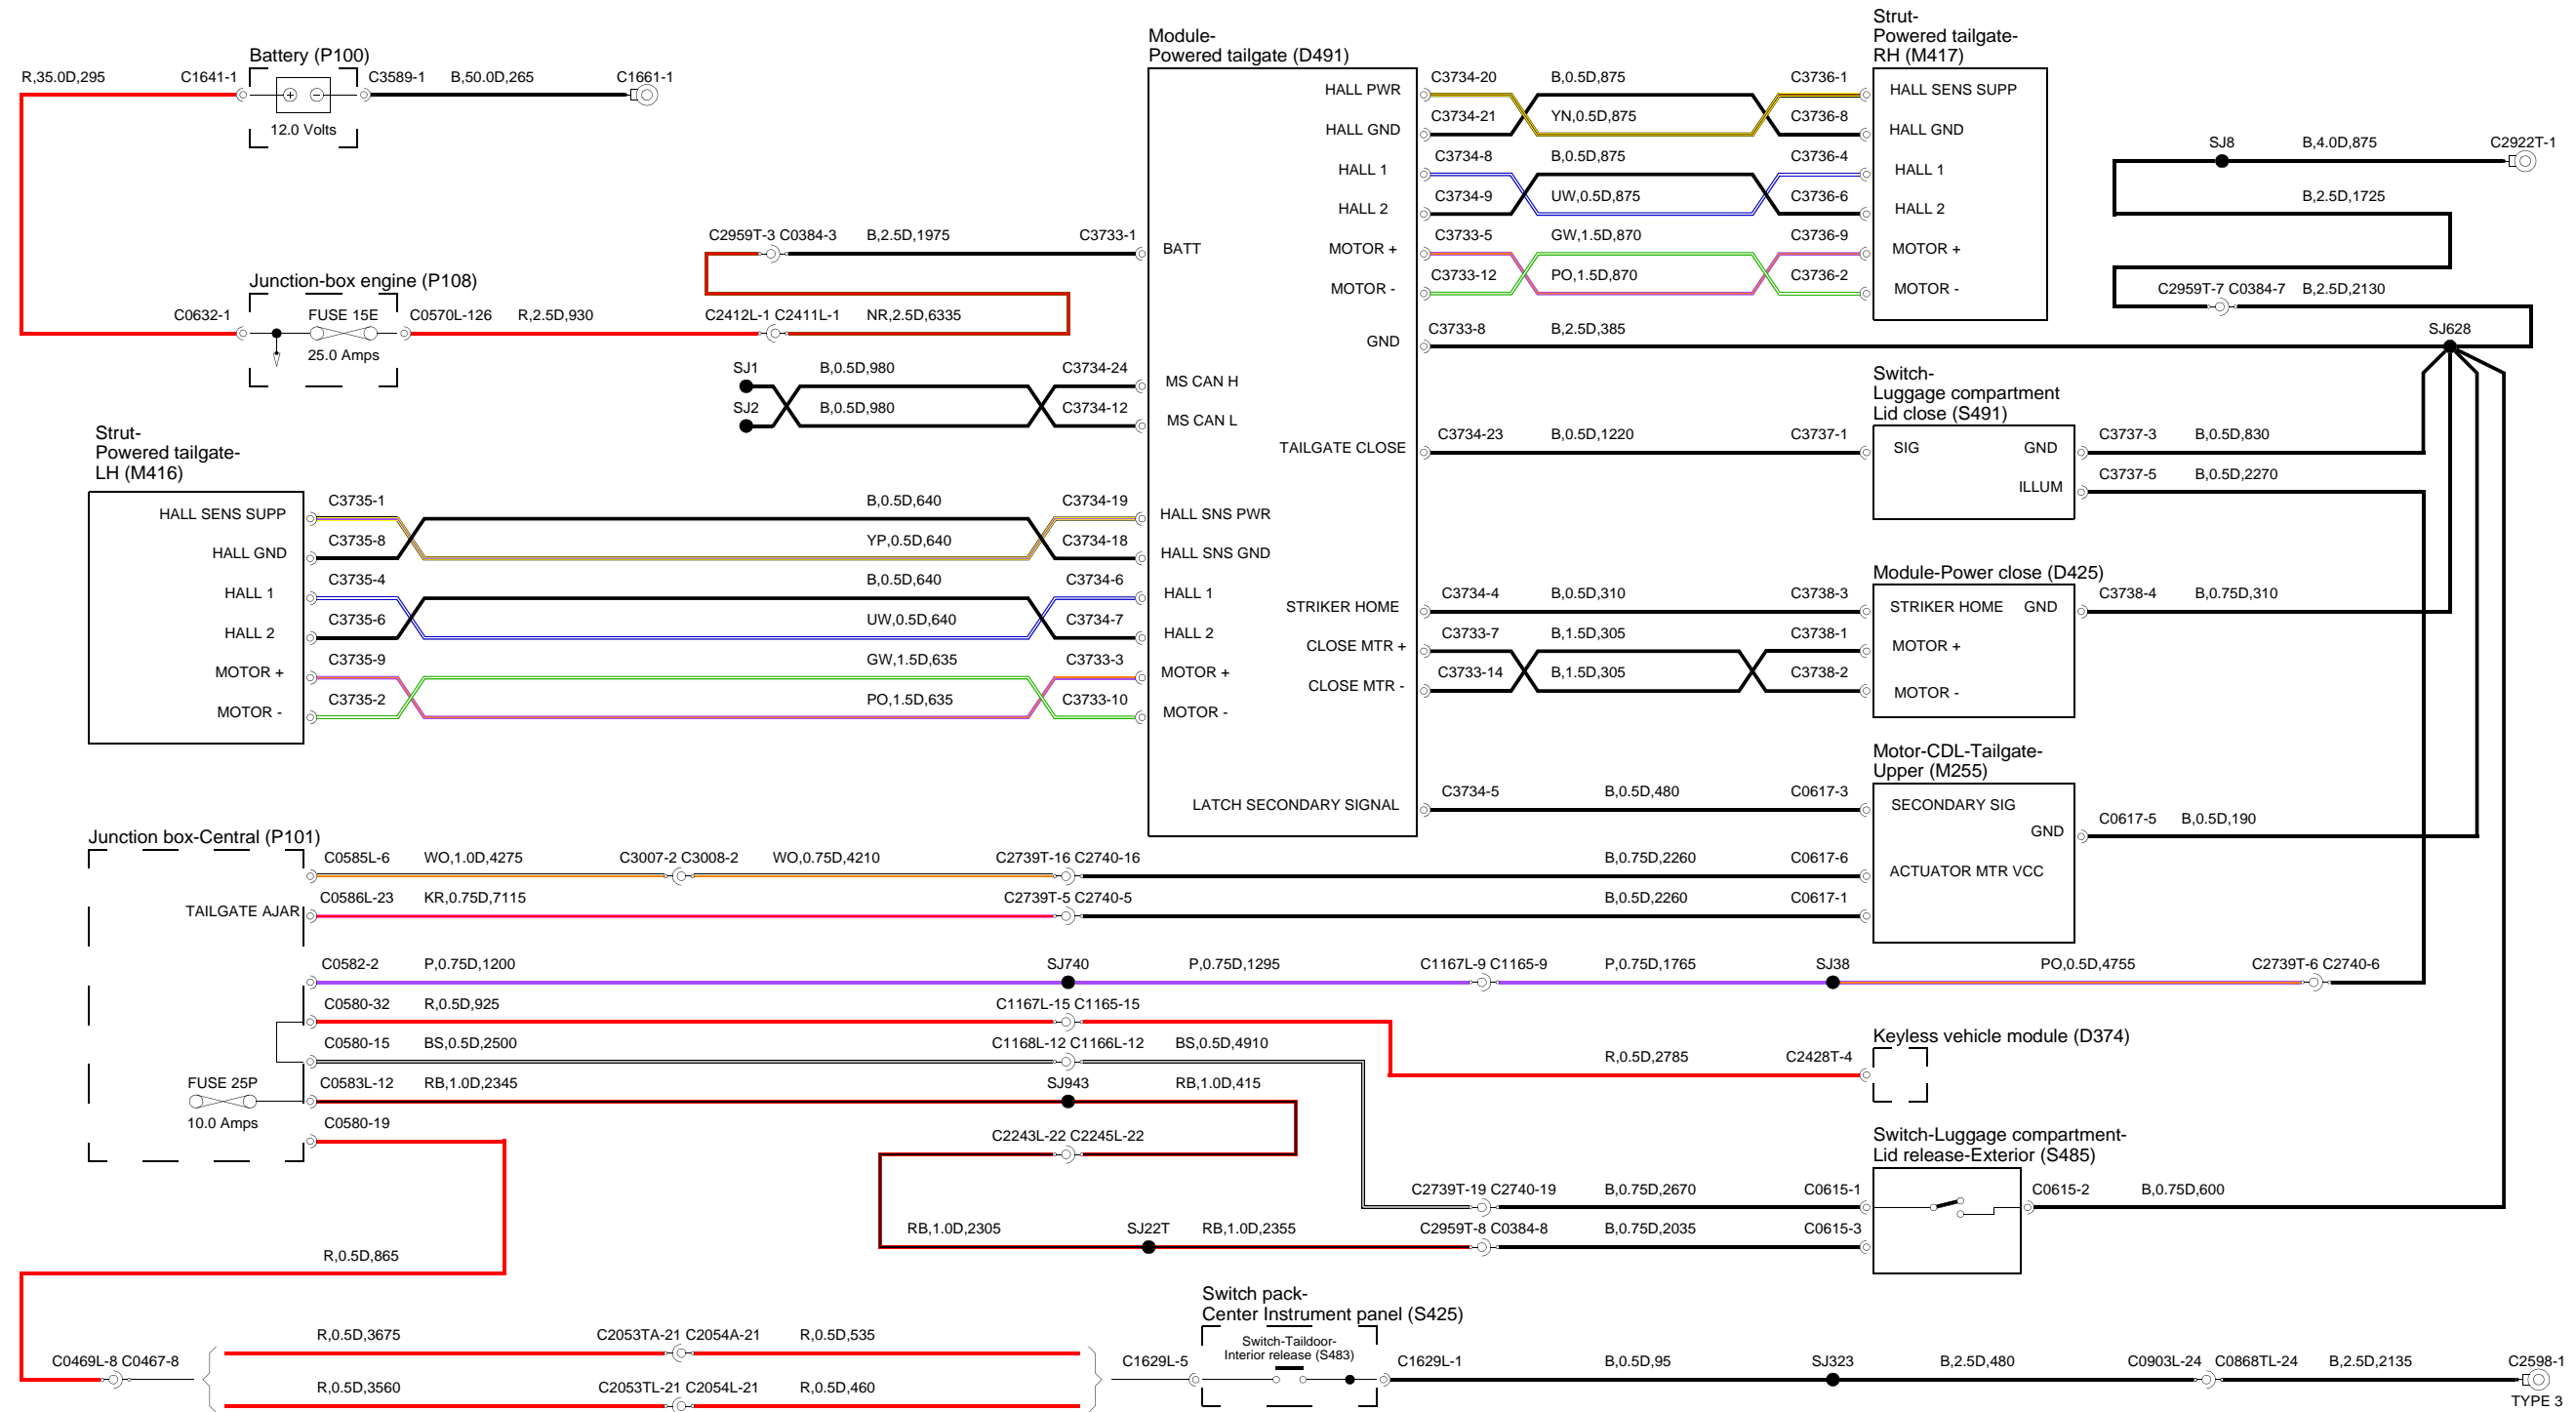 Battery (P100)
R,35.0D,295
C1641-1
C3589-1
B,50.0D,265
C1661-1
12.0 Volts
Junction-box engine (P108)
C0632-1
FUSE 15E
25.0 Amps
C0570L-126
R,2.5D,930
C2412L-1 C2411L-1
NR,2.5D,6335
C2959T-3 C0384-3
B,2.5D,1975
C3733-1
SJ1
B,0.5D,980
C3734-24
SJ2
B,0.5D,980
C3734-12
Strut-
Powered tailgate-
LH (M416)
HALL SENS SUPP
HALL GND
HALL 1
HALL 2
MOTOR +
MOTOR -
C3735-1
B,0.5D,640
C3734-19
C3735-8
YP,0.5D,640
C3734-18
C3735-4
B,0.5D,640
C3734-6
C3735-6
UW,0.5D,640
C3734-7
C3735-9
GW,1.5D,635
C3733-3
C3735-2
PO,1.5D,635
C3733-10
Module-
Powered tailgate (D491)
BATT
MS CAN H
MS CAN L
HALL SNS PWR
HALL SNS GND
HALL 1
HALL 2
MOTOR +
MOTOR -
HALL PWR
HALL GND
HALL 1
HALL 2
MOTOR +
MOTOR -
GND
TAILGATE CLOSE
STRIKER HOME
CLOSE MTR +
CLOSE MTR -
LATCH SECONDARY SIGNAL
C3734-20
B,0.5D,875
C3736-1
C3734-21
YN,0.5D,875
C3736-8
C3734-8
B,0.5D,875
C3736-4
C3734-9
UW,0.5D,875
C3736-6
C3733-5
GW,1.5D,870
C3736-9
C3733-12
PO,1.5D,870
C3736-2
C3733-8
B,2.5D,385
C3734-23
B,0.5D,1220
C3737-1
C3734-4
B,0.5D,310
C3738-3
C3733-7
B,1.5D,305
C3738-1
C3733-14
B,1.5D,305
C3738-2
C3734-5
B,0.5D,480
C0617-3
Strut-
Powered tailgate-
RH (M417)
HALL SENS SUPP
HALL GND
HALL 1
HALL 2
MOTOR +
MOTOR -
SJ8
B,4.0D,875
C2922T-1
B,2.5D,1725
C2959T-7 C0384-7
B,2.5D,2130
SJ628
Switch-
Luggage compartment
Lid close (S491)
SIG
GND
ILLUM
C3737-3
B,0.5D,830
C3737-5
B,0.5D,2270
Module-Power close (D425)
STRIKER HOME
GND
MOTOR +
MOTOR -
C3738-4
B,0.75D,310
Motor-CDL-Tailgate-
Upper (M255)
SECONDARY SIG
GND
ACTUATOR MTR VCC
C0617-5
B,0.5D,190
Junction box-Central (P101)
TAILGATE AJAR
FUSE 25P
10.0 Amps
C0585L-6
WO,1.0D,4275
C3007-2 C3008-2
WO,0.75D,4210
C2739T-16 C2740-16
B,0.75D,2260
C0617-6
C0586L-23
KR,0.75D,7115
C2739T-5 C2740-5
B,0.5D,2260
C0617-1
C0582-2
P,0.75D,1200
SJ740
P,0.75D,1295
C1167L-9 C1165-9
P,0.75D,1765
SJ38
PO,0.5D,4755
C2739T-6 C2740-6
C0580-32
R,0.5D,925
C1167L-15 C1165-15
R,0.5D,2785
C2428T-4
Keyless vehicle module (D374)
C0580-15
BS,0.5D,2500
C1168L-12 C1166L-12
BS,0.5D,4910
C0583L-12
RB,1.0D,2345
SJ943
RB,1.0D,415
C0580-19
C2243L-22 C2245L-22
Switch-Luggage compartment-
Lid release-Exterior (S485)
C2739T-19 C2740-19
B,0.75D,2670
C0615-1
C0615-2
B,0.75D,600
RB,1.0D,2305
SJ22T
RB,1.0D,2355
C2959T-8 C0384-8
B,0.75D,2035
C0615-3
R,0.5D,865
Switch pack-
Center Instrument panel (S425)
Switch-Taildoor-
Interior release (S483)
C0469L-8 C0467-8
R,0.5D,3675
C2053TA-21 C2054A-21
R,0.5D,535
R,0.5D,3560
C2053TL-21 C2054L-21
R,0.5D,460
C1629L-5
C1629L-1
B,0.5D,95
SJ323
B,2.5D,480
C0903L-24
C0868TL-24
B,2.5D,2135
C2598-1
TYPE 3